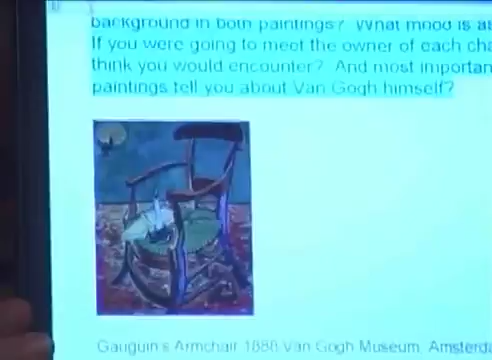 background in both paintings? What mood is
If you were going to meet the owner of each
think you would encounter? And most
paintings tell you about Van Gogh himself?
Gauguin's Armchair 1888 Van Gogh Museum, Amsterda